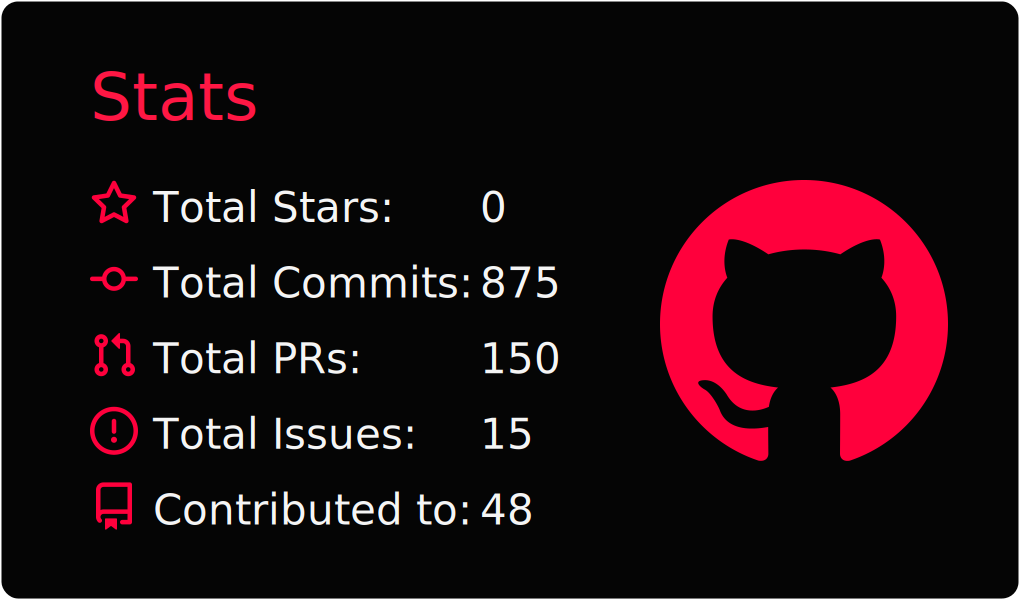 Stats
Total Stars: 0
Total Commits: 875
Total PRs: 150
Total Issues: 15
Contributed to: 48